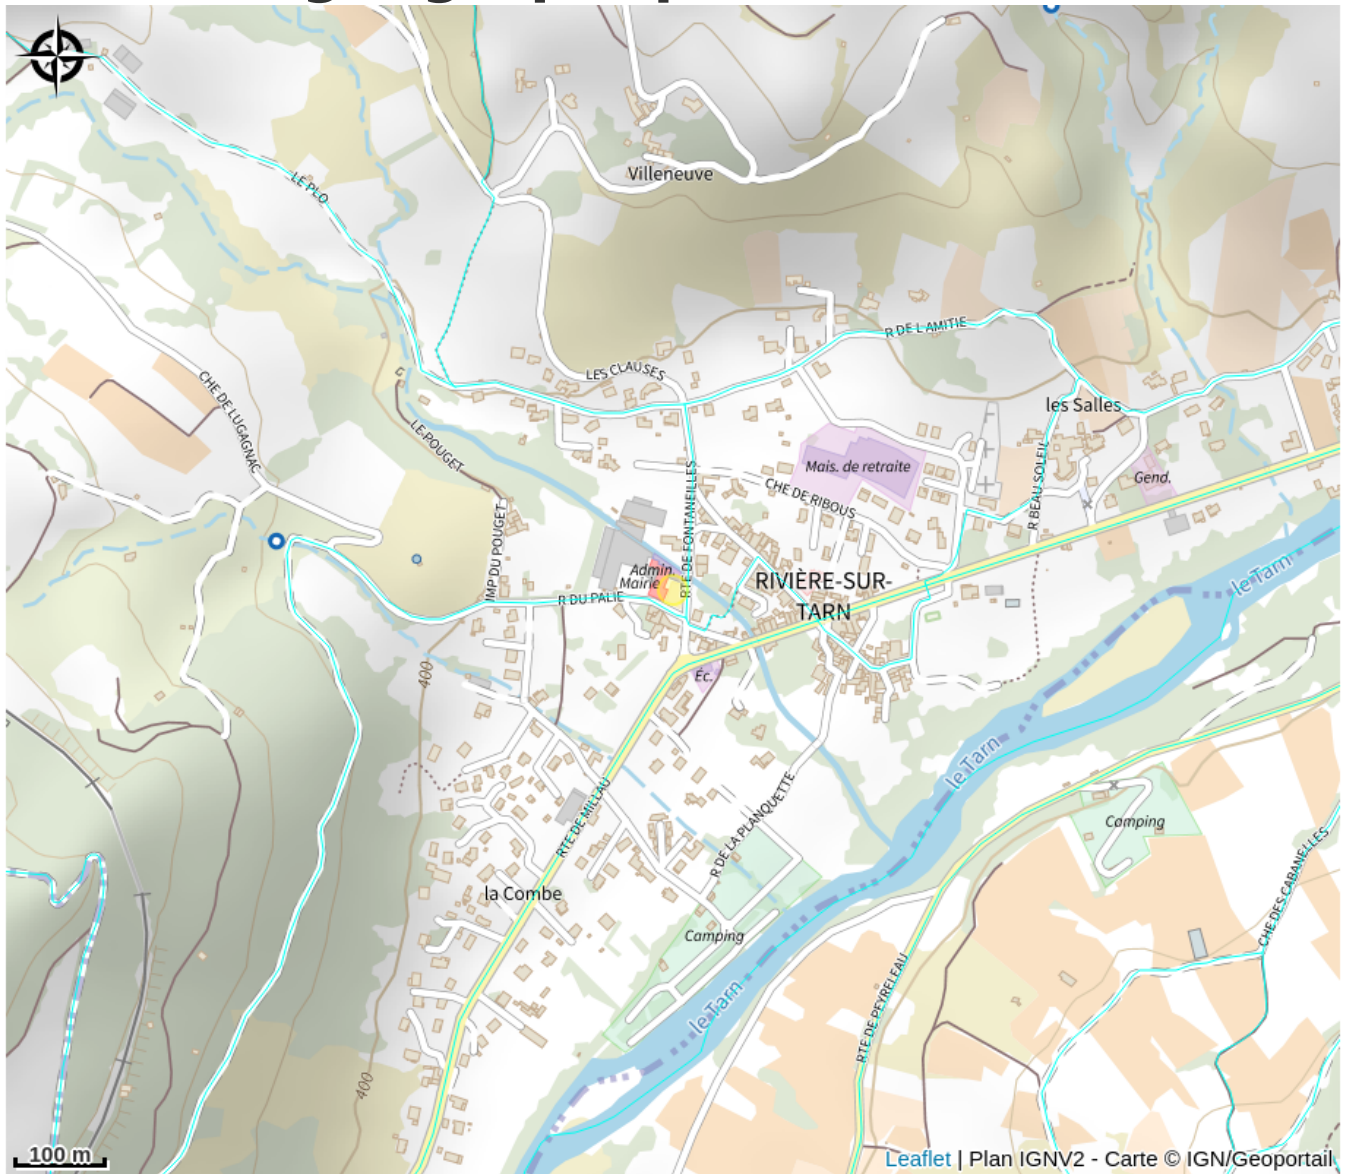 Villeneuve
LE PLO
R DE L AMITIE
LES CLAUSES
CHE DE LUGAGNAC
les Salles
LE POUGET
Mais. de retraite
Gend.
CHE DE RIBOUS
R BEAU SOLEIL
RTE DE FONTANEILLES
IMP DU POUGET
Admin.
Mairie
RIVIÈRE-SUR-
TARN
R DU PALIE
le Tarn
Éc.
400
le Tarn
RTE DE MILLAU
R DE LA PLANQUETTE
Camping
CHE DES CABANELLES
la Combe
Camping
le Tarn
RTE DE PEYRELEAU
400
100 m
Leaflet | Plan IGNV2 - Carte © IGN/Geoportail